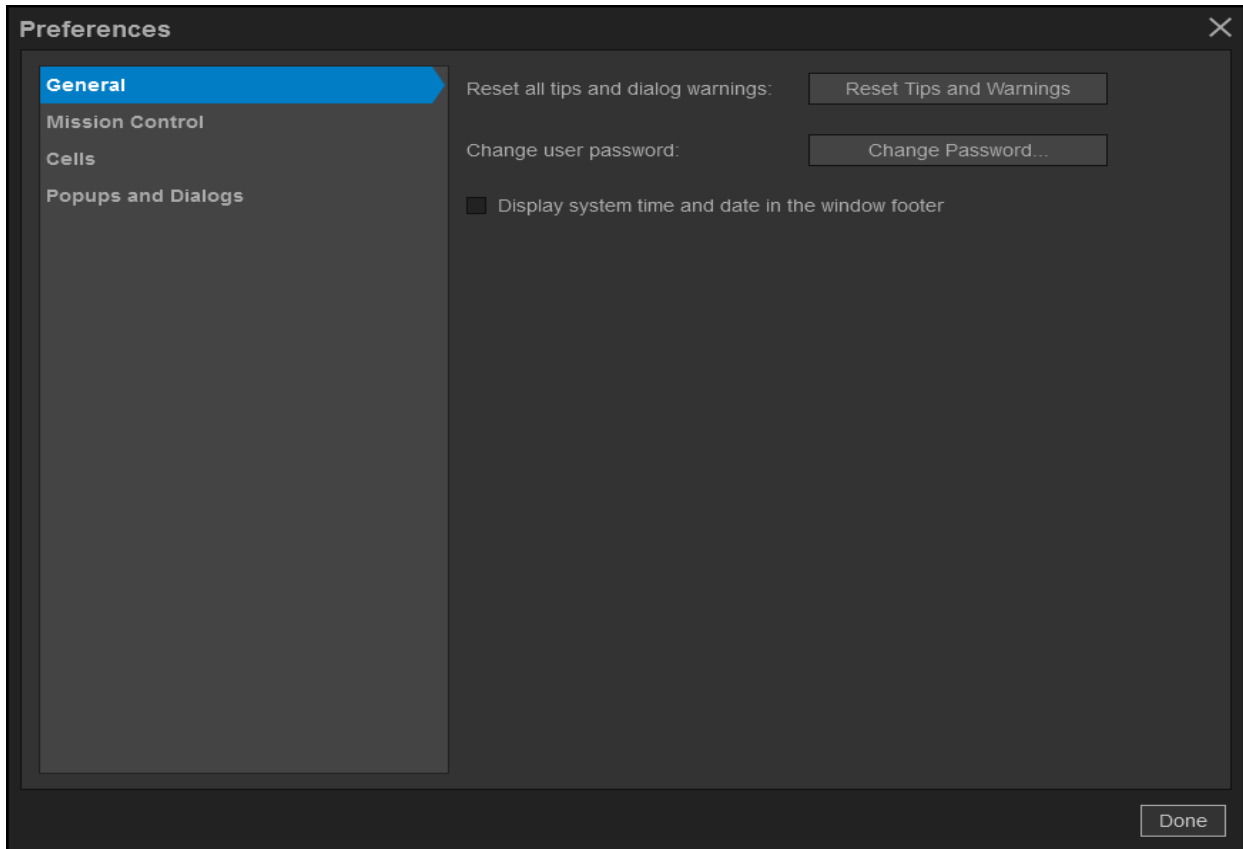 Preferences
General
Mission Control
Cells
Popups and Dialogs
Reset all tips and dialog warnings: Reset Tips and Warnings
Change user password: Change Password...
Display system time and date in the window footer
Done